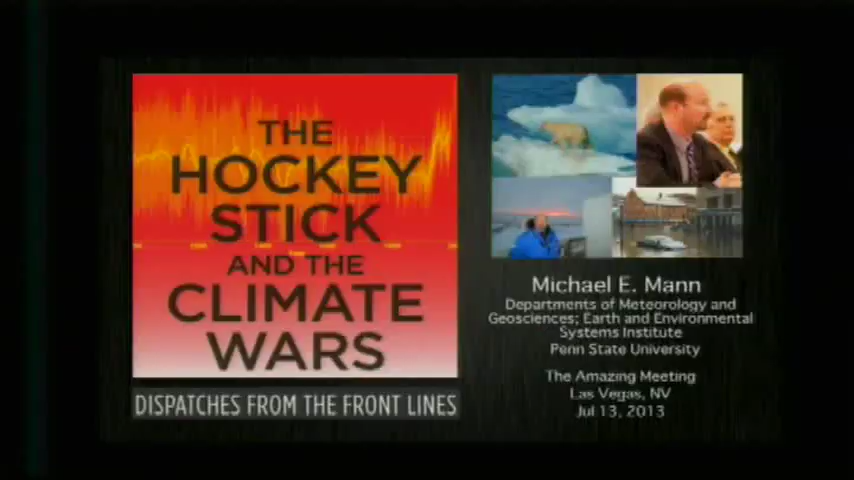 THE
HOCKEY
STICK
AND THE
CLIMATE
WARS
DISPATCHES FROM THE FRONT LINES
Michael E. Mann
Departments of Meteorology and
Geosciences; Earth and Environmental
Systems Institute
Penn State University
The Amazing Meeting
Las Vegas, NV
Jul 13, 2013